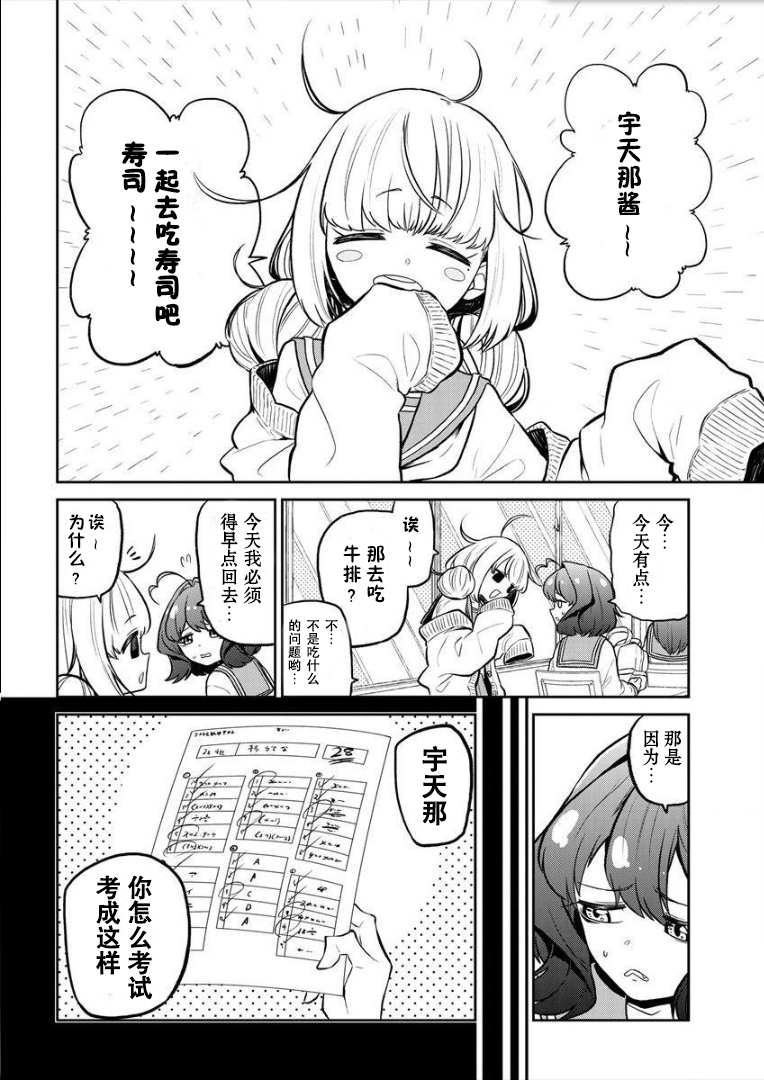 宇天那酱~~
一起去吃寿司吧
寿司~~~~
今…
今天有点…
诶~
那去吃
牛排?
不…
不是吃什么
的问题哟…
今天我必须
得早点回去…
诶~
为什么?
那是
因为…
宇天那
28
A
A
C
D
A
你怎么考试
考成这样